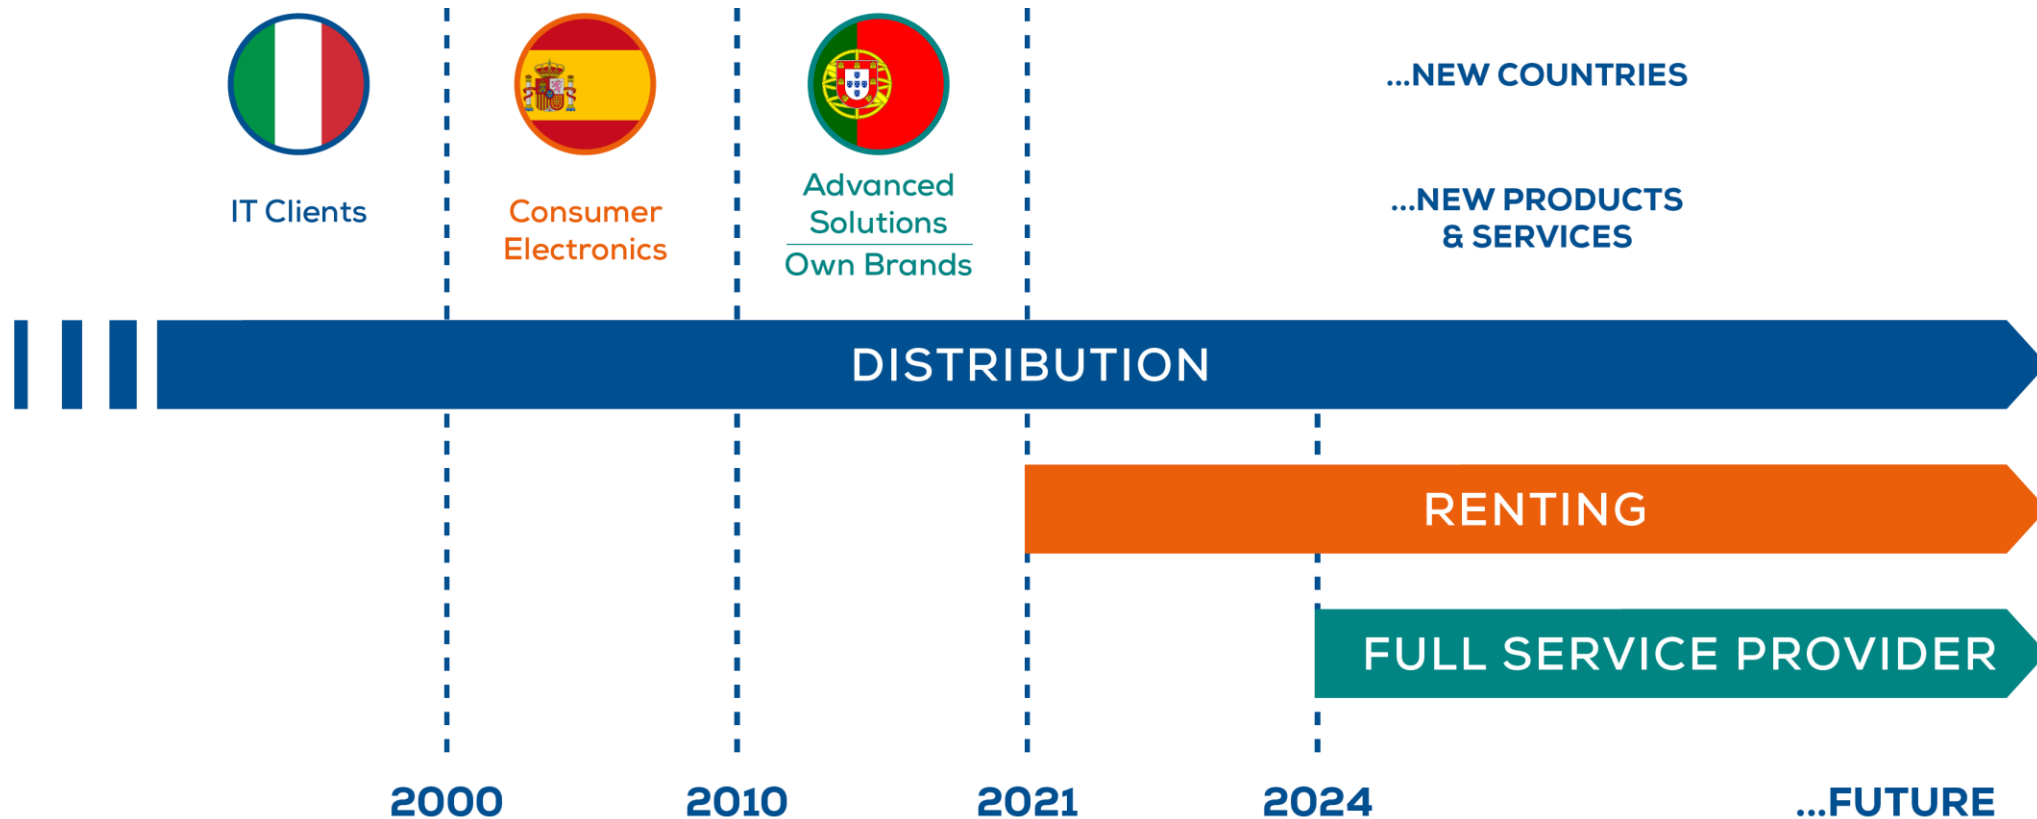 IT Clients
Consumer
Electronics
Advanced
Solutions
Own Brands
...NEW COUNTRIES
...NEW PRODUCTS
& SERVICES
DISTRIBUTION
RENTING
FULL SERVICE PROVIDER
2000
2010
2021
2024
...FUTURE